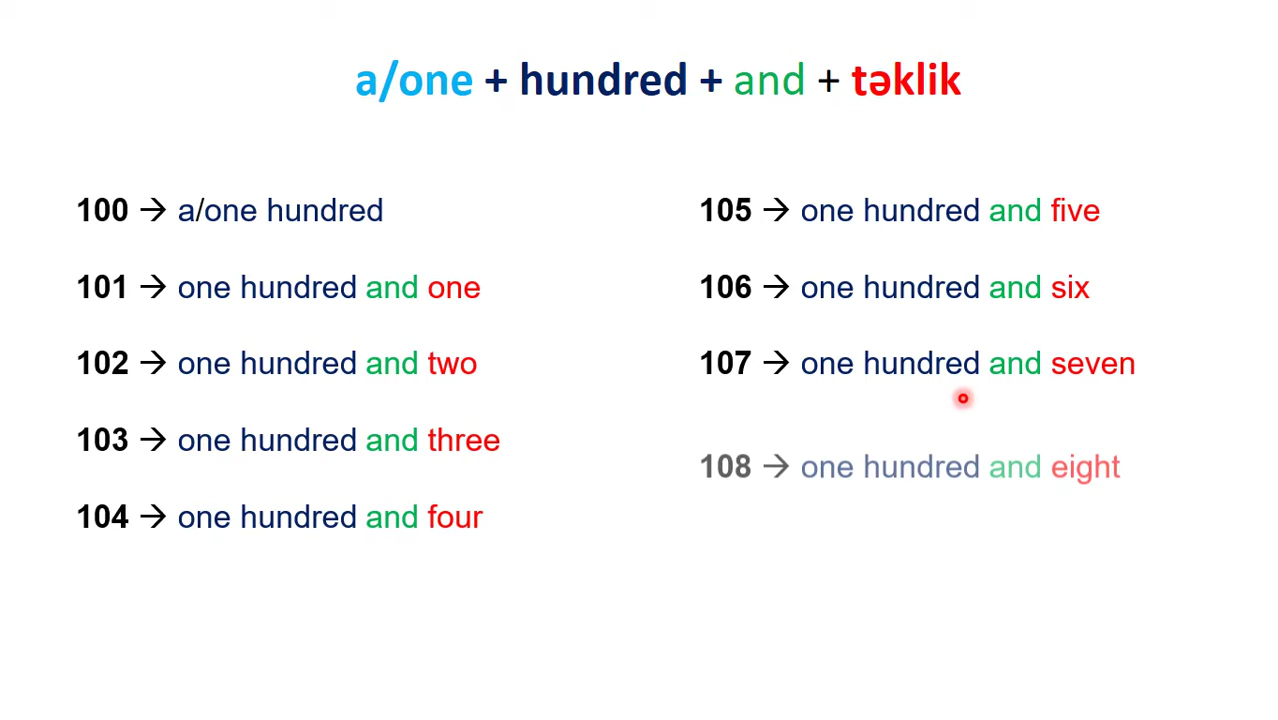 a/one + hundred + and + təklik
100 → a/one hundred
101 → one hundred and one
102 → one hundred and two
103 → one hundred and three
104 → one hundred and four
105 → one hundred and five
106 → one hundred and six
107 → one hundred and seven
108 → one hundred and eight